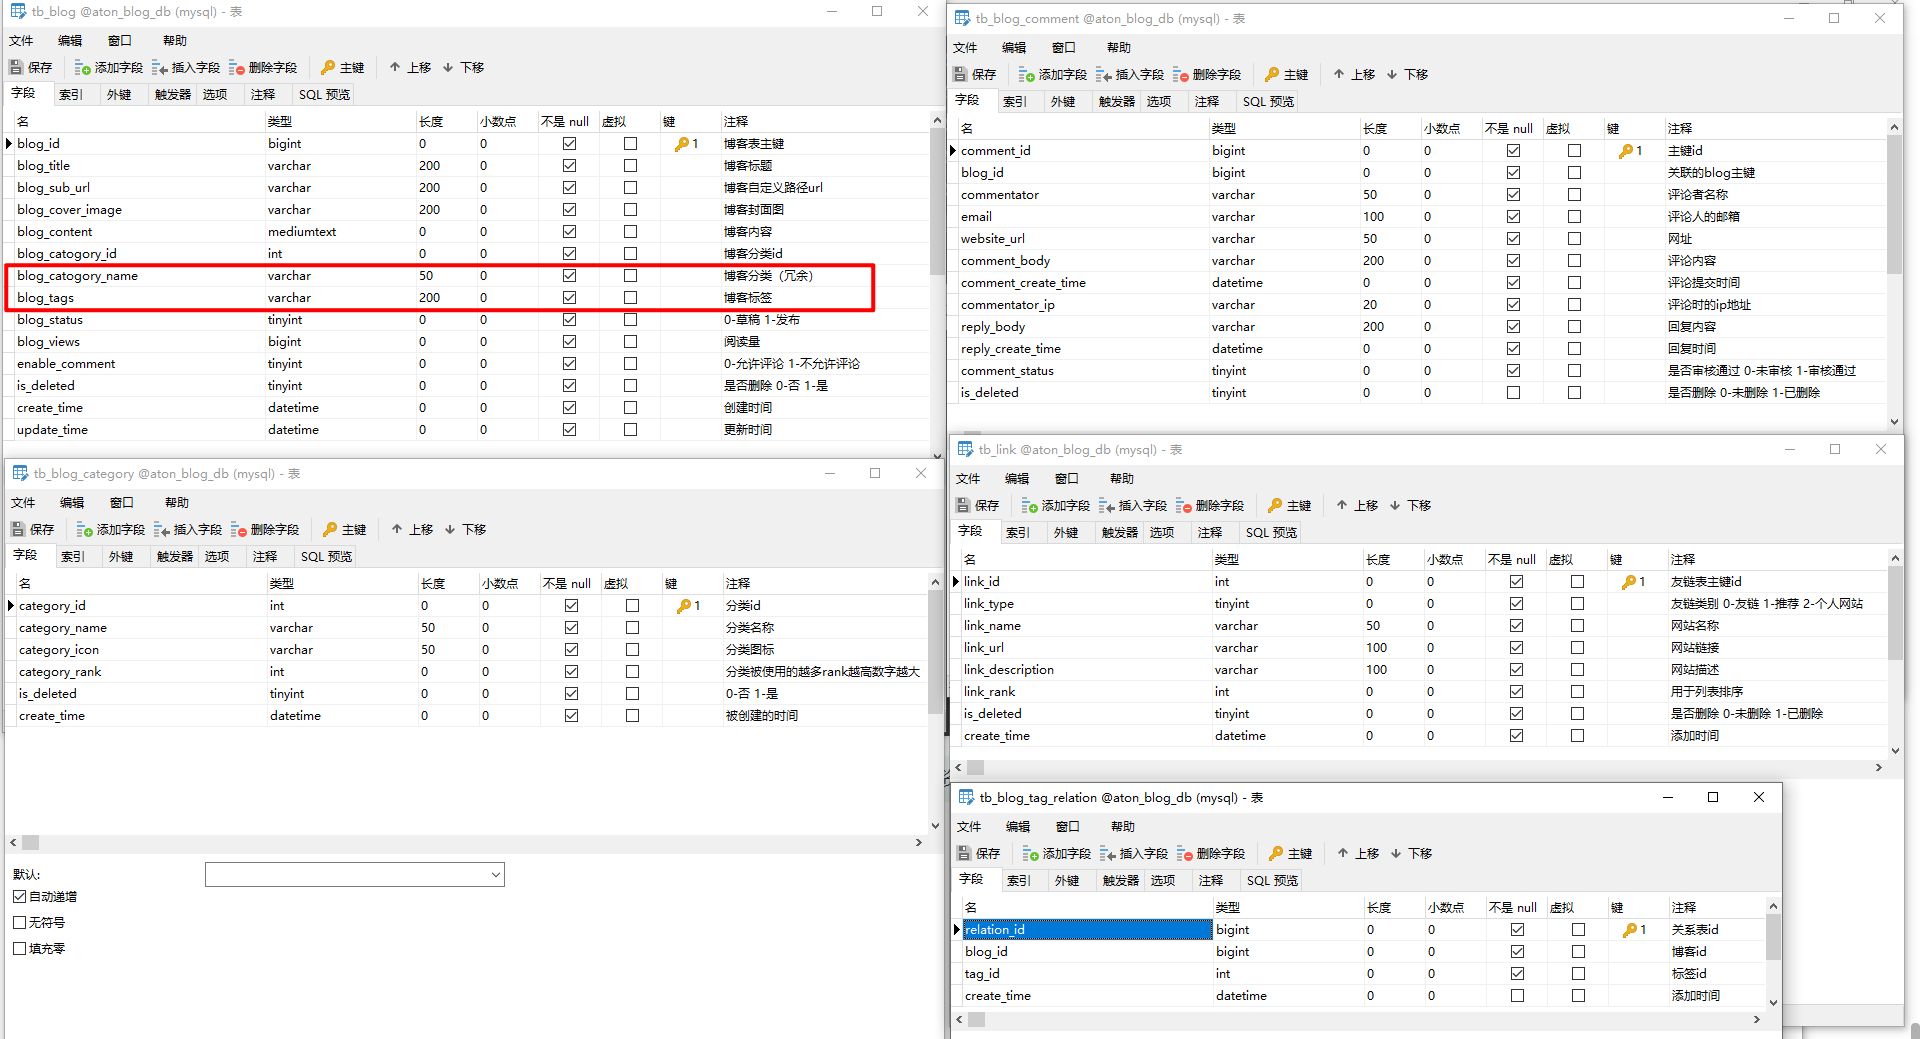 tb_blog @aton_blog_db (mysql) - 表
文件 编辑 窗口 帮助
保存 添加字段 插入字段 删除字段 主键 上移 下移
字段 索引 外键 触发器 选项 注释 SQL 预览
名 类型 长度 小数点 不是 null 虚拟 键 注释
blog_id bigint 0 0 1 博客表主键
blog_title varchar 200 0 博客标题
blog_sub_url varchar 200 0 博客自定义路径url
blog_cover_image varchar 200 0 博客封面图
blog_content mediumtext 0 0 博客内容
blog_catogory_id int 0 0 博客分类id
blog_catogory_name varchar 50 0 博客分类（冗余）
blog_tags varchar 200 0 博客标签
blog_status tinyint 0 0 0-草稿 1-发布
blog_views bigint 0 0 阅读量
enable_comment tinyint 0 0 0-允许评论 1-不允许评论
is_deleted tinyint 0 0 是否删除 0-否 1-是
create_time datetime 0 0 创建时间
update_time datetime 0 0 更新时间
tb_blog_category @aton_blog_db (mysql) - 表
文件 编辑 窗口 帮助
保存 添加字段 插入字段 删除字段 主键 上移 下移
字段 索引 外键 触发器 选项 注释 SQL 预览
名 类型 长度 小数点 不是 null 虚拟 键 注释
category_id int 0 0 1 分类id
category_name varchar 50 0 分类名称
category_icon varchar 50 0 分类图标
category_rank int 0 0 分类被使用的越多rank越高数字越大
is_deleted tinyint 0 0 0-否 1-是
create_time datetime 0 0 被创建的时间
默认:
自动递增
无符号
填充零
tb_blog_comment @aton_blog_db (mysql) - 表
文件 编辑 窗口 帮助
保存 添加字段 插入字段 删除字段 主键 上移 下移
字段 索引 外键 触发器 选项 注释 SQL 预览
名 类型 长度 小数点 不是 null 虚拟 键 注释
comment_id bigint 0 0 1 主键id
blog_id bigint 0 0 关联的blog主键
commentator varchar 50 0 评论者名称
email varchar 100 0 评论人的邮箱
website_url varchar 50 0 网址
comment_body varchar 200 0 评论内容
comment_create_time datetime 0 0 评论提交时间
commentator_ip varchar 20 0 评论时的ip地址
reply_body varchar 200 0 回复内容
reply_create_time datetime 0 0 回复时间
comment_status tinyint 0 0 是否审核通过 0-未审核 1-审核通过
is_deleted tinyint 0 0 是否删除 0-未删除 1-已删除
tb_link @aton_blog_db (mysql) - 表
文件 编辑 窗口 帮助
保存 添加字段 插入字段 删除字段 主键 上移 下移
字段 索引 外键 触发器 选项 注释 SQL 预览
名 类型 长度 小数点 不是 null 虚拟 键 注释
link_id int 0 0 1 友链表主键id
link_type tinyint 0 0 友链类别 0-友链 1-推荐 2-个人网站
link_name varchar 50 0 网站名称
link_url varchar 100 0 网站链接
link_description varchar 100 0 网站描述
link_rank int 0 0 用于列表排序
is_deleted tinyint 0 0 是否删除 0-未删除 1-已删除
create_time datetime 0 0 添加时间
tb_blog_tag_relation @aton_blog_db (mysql) - 表
文件 编辑 窗口 帮助
保存 添加字段 插入字段 删除字段 主键 上移 下移
字段 索引 外键 触发器 选项 注释 SQL 预览
名 类型 长度 小数点 不是 null 虚拟 键 注释
relation_id bigint 0 0 1 关系表id
blog_id bigint 0 0 博客id
tag_id int 0 0 标签id
create_time datetime 0 0 添加时间